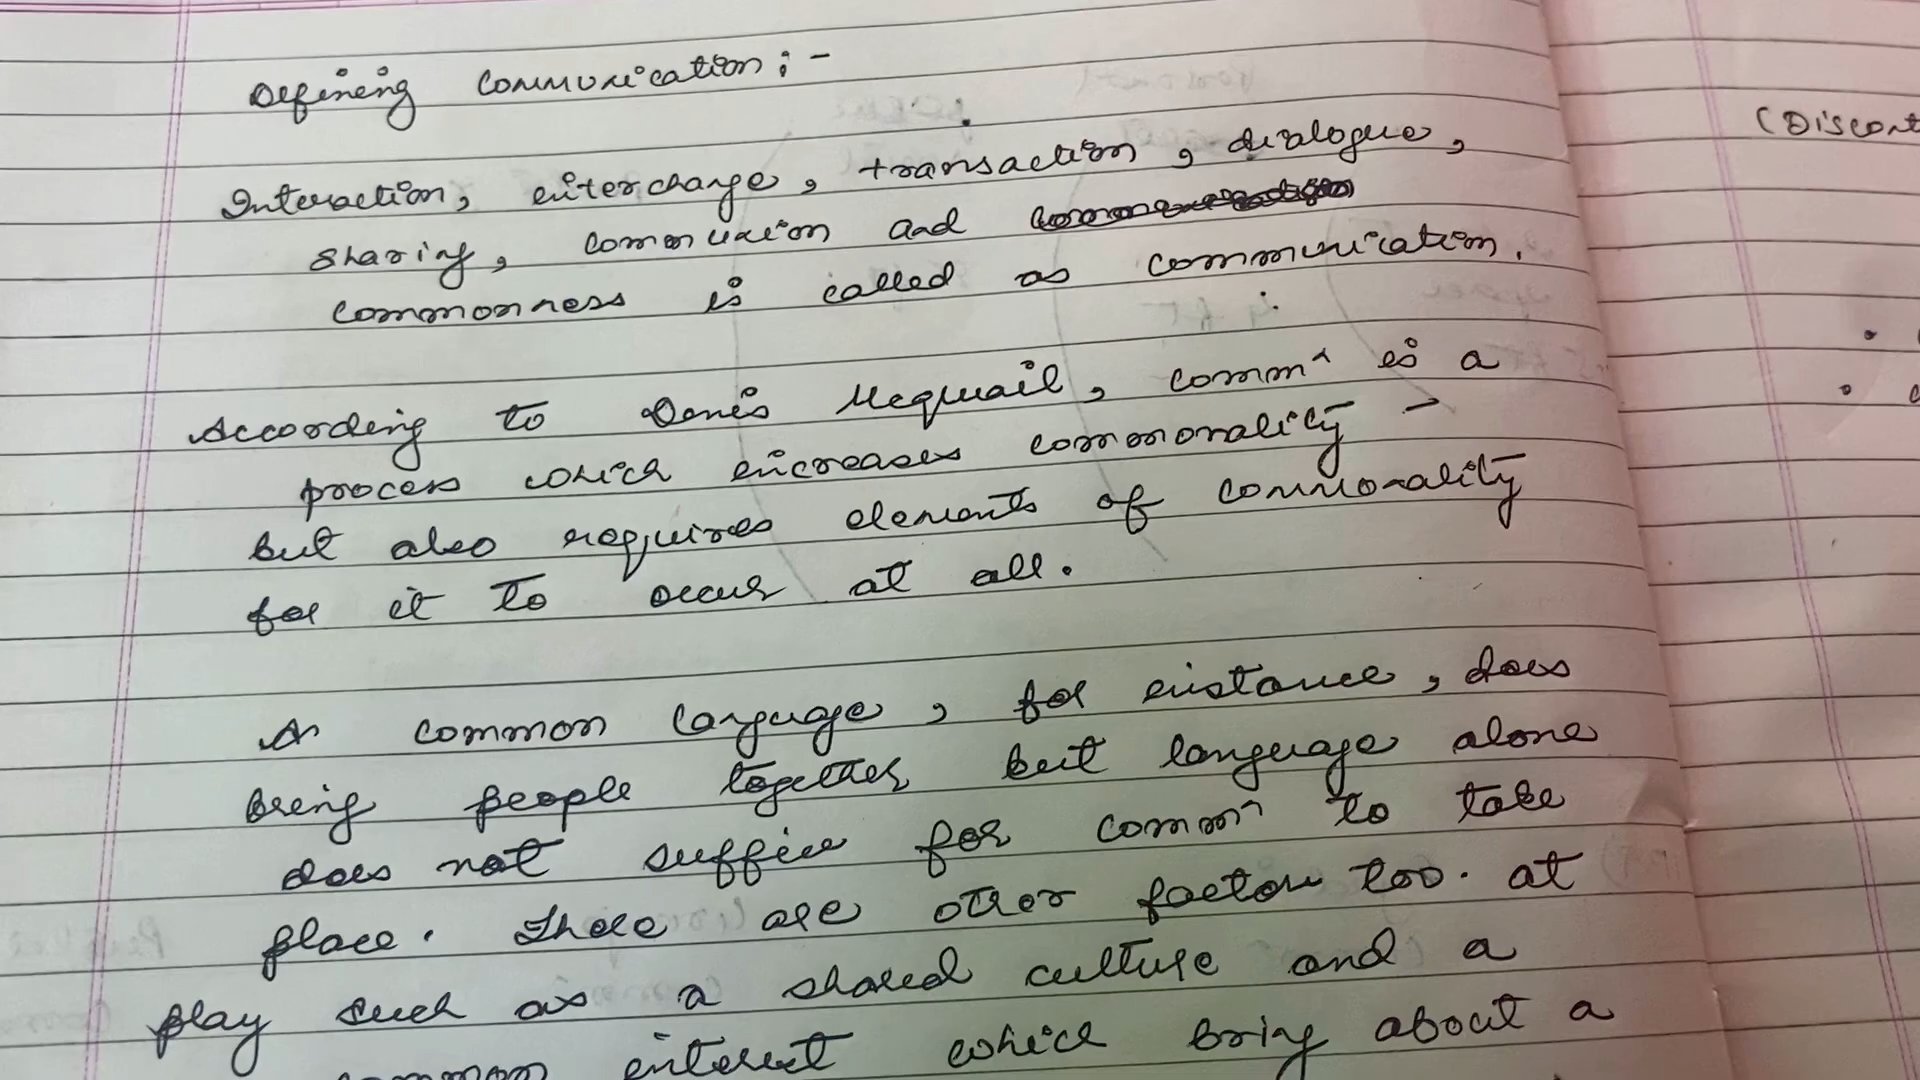 Defining Communication :-
Interaction, interchange, transaction, dialogue,
sharing, communion and
commonness is called as communication.
According to Denis Mcquail, commn is a
process which increases commonality -
but also requires elements of commonality
for it to occur at all.
A common language, for instance, does
bring people together but language alone
does not suffice for commn to take
place. There are other factors too. at
play such as a shared culture and a
interest which bring about a
(Discont